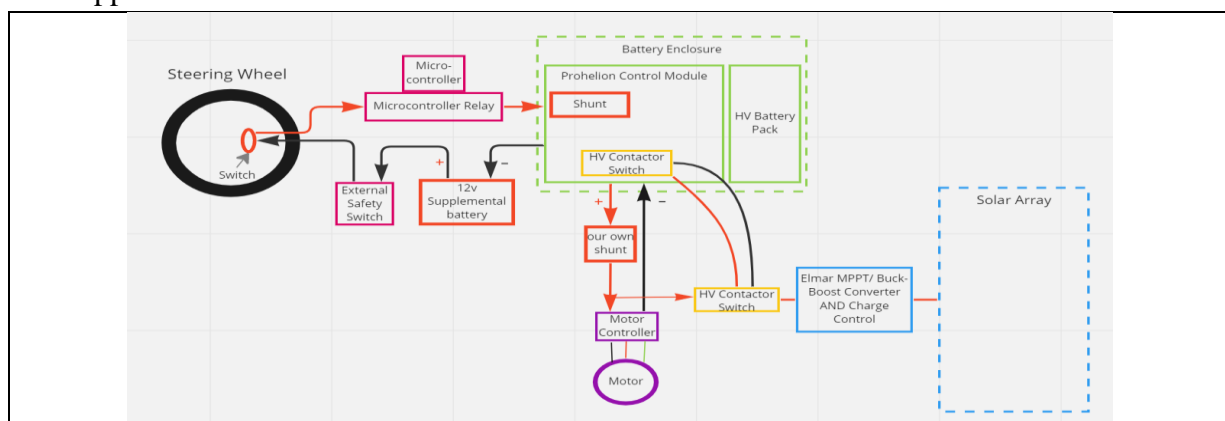 Battery Enclosure
Steering Wheel
Micro-
controller
Prohelion Control Module
Microcontroller Relay
Shunt
HV Battery
Pack
HV Contactor
Switch
Switch
+
−
External
Safety
Switch
12v
Supplemental
battery
+
−
Solar Array
our own
shunt
Elmar MPPT/ Buck-
Boost Converter
AND Charge
Control
HV Contactor
Switch
Motor
Controller
Motor